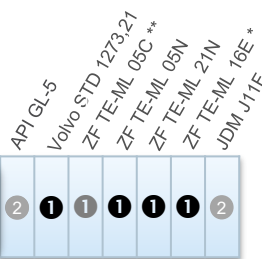 API GL-5
Volvo STD 1273,21
ZF TE-ML 05C **
ZF TE-ML 05N
ZF TE-ML 21N
ZF TE-ML 16E *
JDM J11F
2 1 1 1 1 1 2